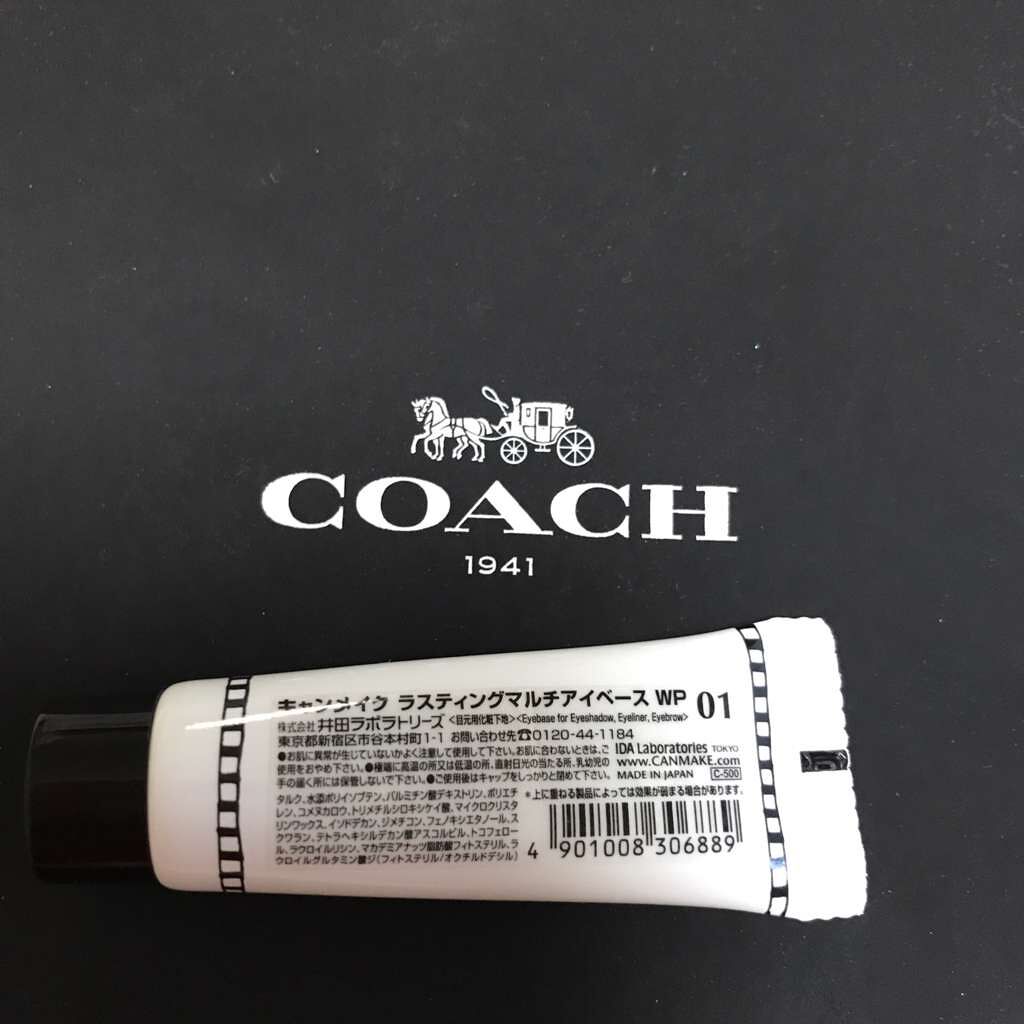 COACH
1941
キャンメイク ラスティングマルチアイベース WP 01
株式会社 井田ラボラトリーズ <目元用化粧下地> <Eyebase for Eyeshadow, Eyeliner, Eyebrow>
東京都新宿区市谷本村町1-1 お問い合わせ先☎0120-44-1184
●お肌に異常が生じていないかよく注意して使用して下さい。お肌に合わないときは、ご
使用をおやめ下さい。●極端に高温の所又は低温の所、直射日光の当たる所、乳幼児の
手の届く所には保管しないで下さい。●ご使用後はキャップをしっかりと閉めて下さい。
IDA Laboratories TOKYO
www.CANMAKE.com
MADE IN JAPAN C-500
タルク、水添ポリイソブテン、パルミチン酸デキストリン、ポリエチ
レン、コメヌカロウ、トリメチルシロキシケイ酸、マイクロクリスタ
リンワックス、イソドデカン、ジメチコン、フェノキシエタノール、ス
クワラン、テトラヘキシルデカン酸アスコルビル、トコフェロー
ル、ラウロイルリシン、マカデミアナッツ脂肪酸フィトステリル、ラ
ウロイルグルタミン酸ジ(フィトステリル/オクチルドデシル)
*上に重ねる製品によっては効果が弱まる場合があります。
4 901008 306889